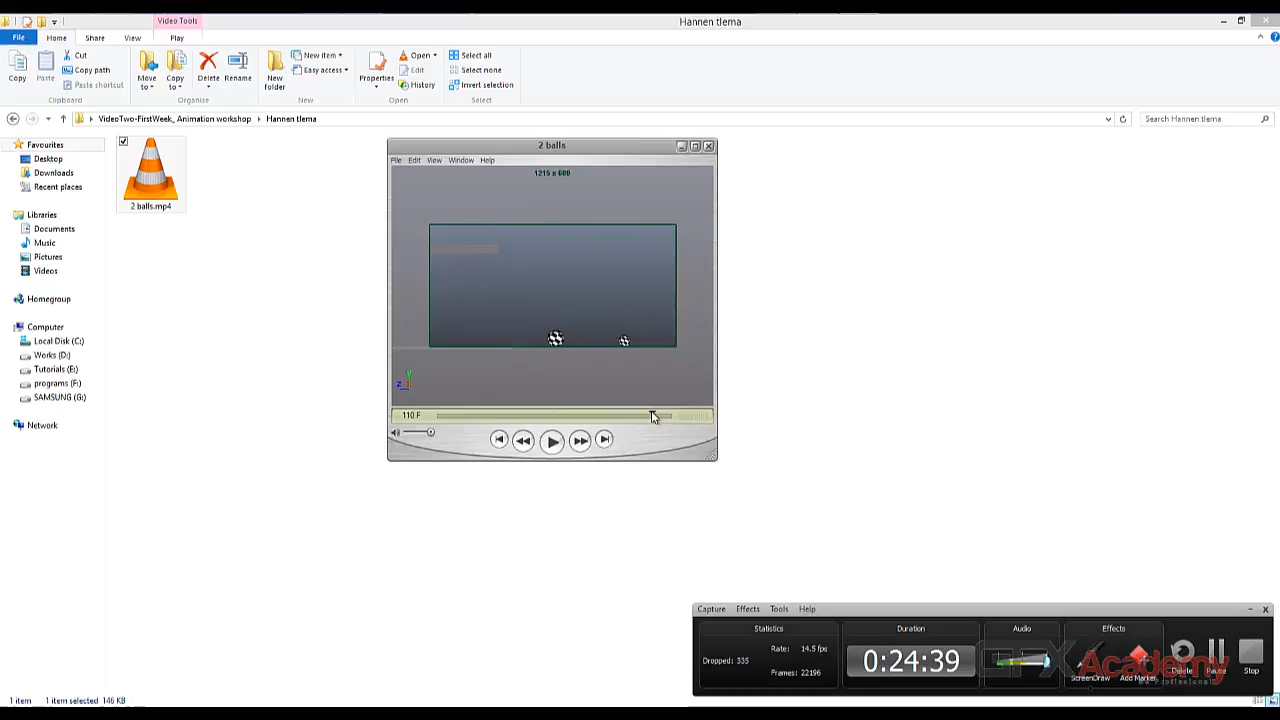 Video Tools
Hannen tlema
File
Home
Share
View
Play
Copy
Paste
Cut
Copy path
Paste shortcut
Clipboard
Move to
Copy to
Delete
Rename
Organise
New folder
New item
Easy access
New
Properties
Open
Edit
History
Open
Select all
Select none
Invert selection
Select
VideoTwo-FirstWeek_ Animation workshop
Hannen tlema
Search Hannen tlema
Favourites
Desktop
Downloads
Recent places
Libraries
Documents
Music
Pictures
Videos
Homegroup
Computer
Local Disk (C:)
Works (D:)
Tutorials (E:)
programs (F:)
SAMSUNG (G:)
Network
2 balls.mp4
2 balls
File Edit View Window Help
1215 x 600
y
z
110 F
Capture Effects Tools Help
Statistics
Duration
Audio
Effects
Dropped: 335
Rate: 14.5 fps
Frames: 22196
0:24:39
ScreenDraw
Add Marker
Delete
Pause
Stop
GFX Academy
1 item
1 item selected 146 KB